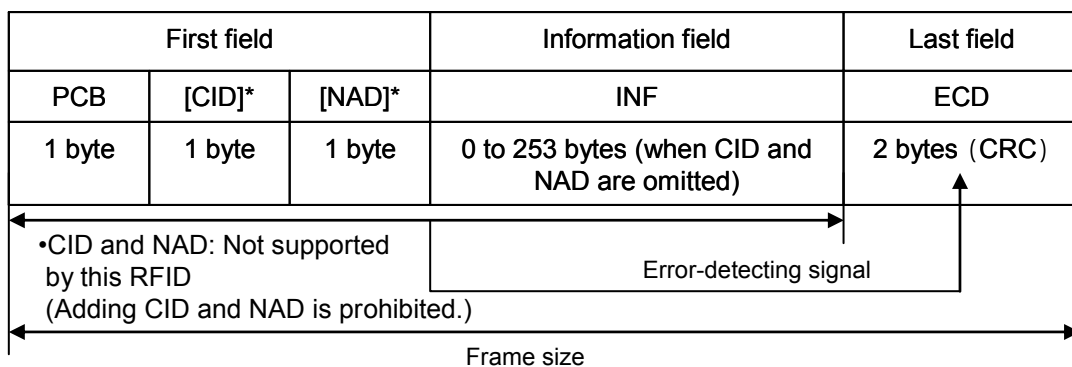 First field Information field Last field
PCB [CID]* [NAD]* INF ECD
1 byte 1 byte 1 byte 0 to 253 bytes (when CID and NAD are omitted) 2 bytes (CRC)
•CID and NAD: Not supported
by this RFID
(Adding CID and NAD is prohibited.)
Error-detecting signal
Frame size